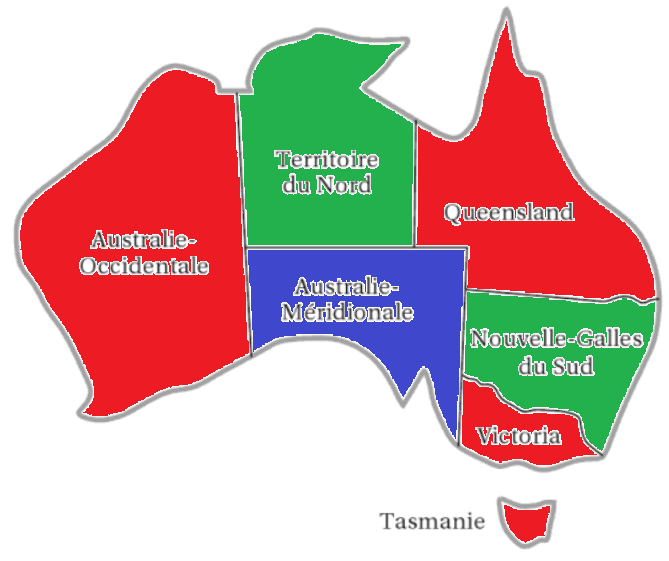 Territoire
du Nord
Queensland
Australie-
Occidentale
Australie-
Méridionale
Nouvelle-Galles
du Sud
Victoria
Tasmanie